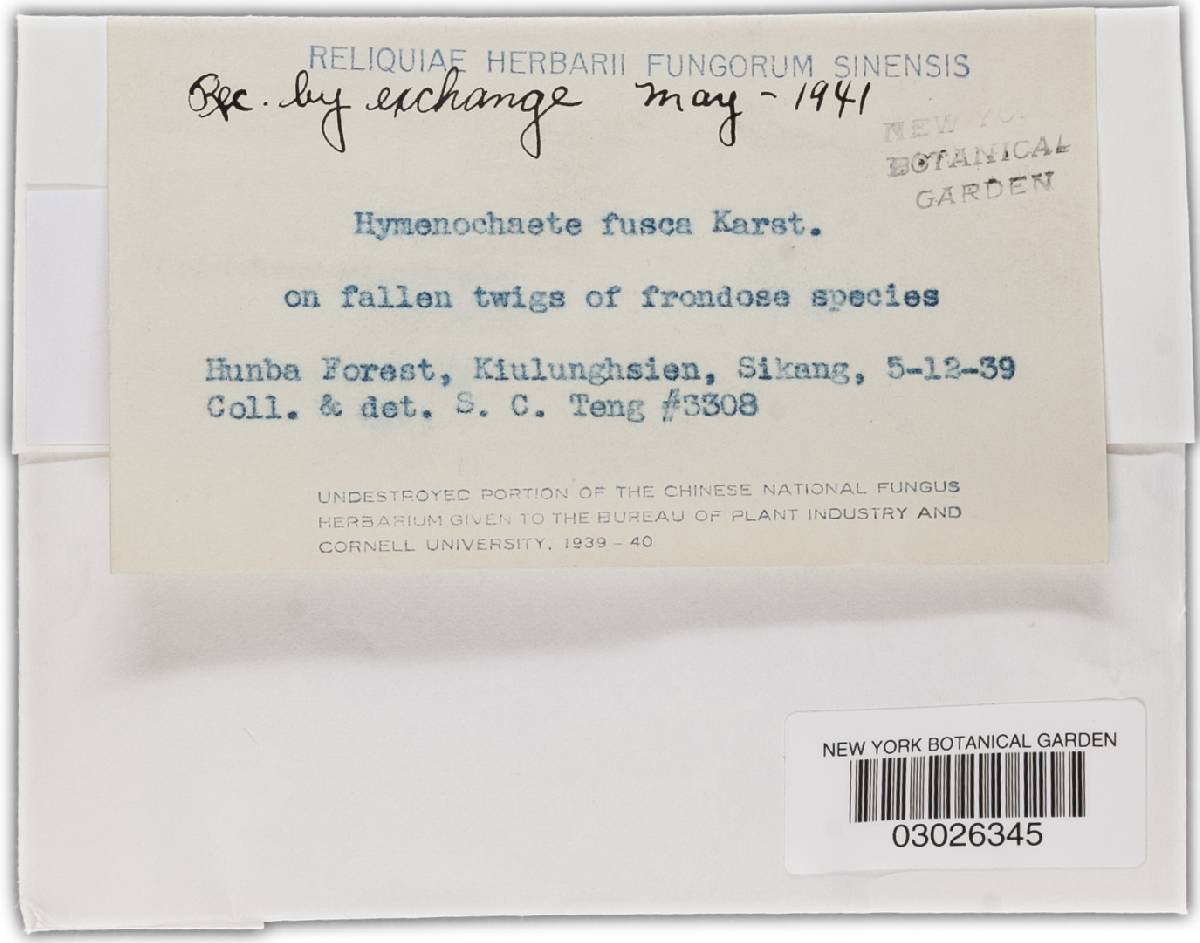 RELIQUIAE HERBARII FUNGORUM SINENSIS
Rec. by exchange May - 1941
NEW YO
BOTANICAL
GARDEN
Hymenochaete fusca Karst.
on fallen twigs of frondose species
Hunba Forest, Kiulunghsien, Sikang, 5-12-39
Coll. & det. S. C. Teng #3308
UNDESTROYED PORTION OF THE CHINESE NATIONAL FUNGUS
HERBARIUM GIVEN TO THE BUREAU OF PLANT INDUSTRY AND
CORNELL UNIVERSITY, 1939-40
NEW YORK BOTANICAL GARDEN
03026345